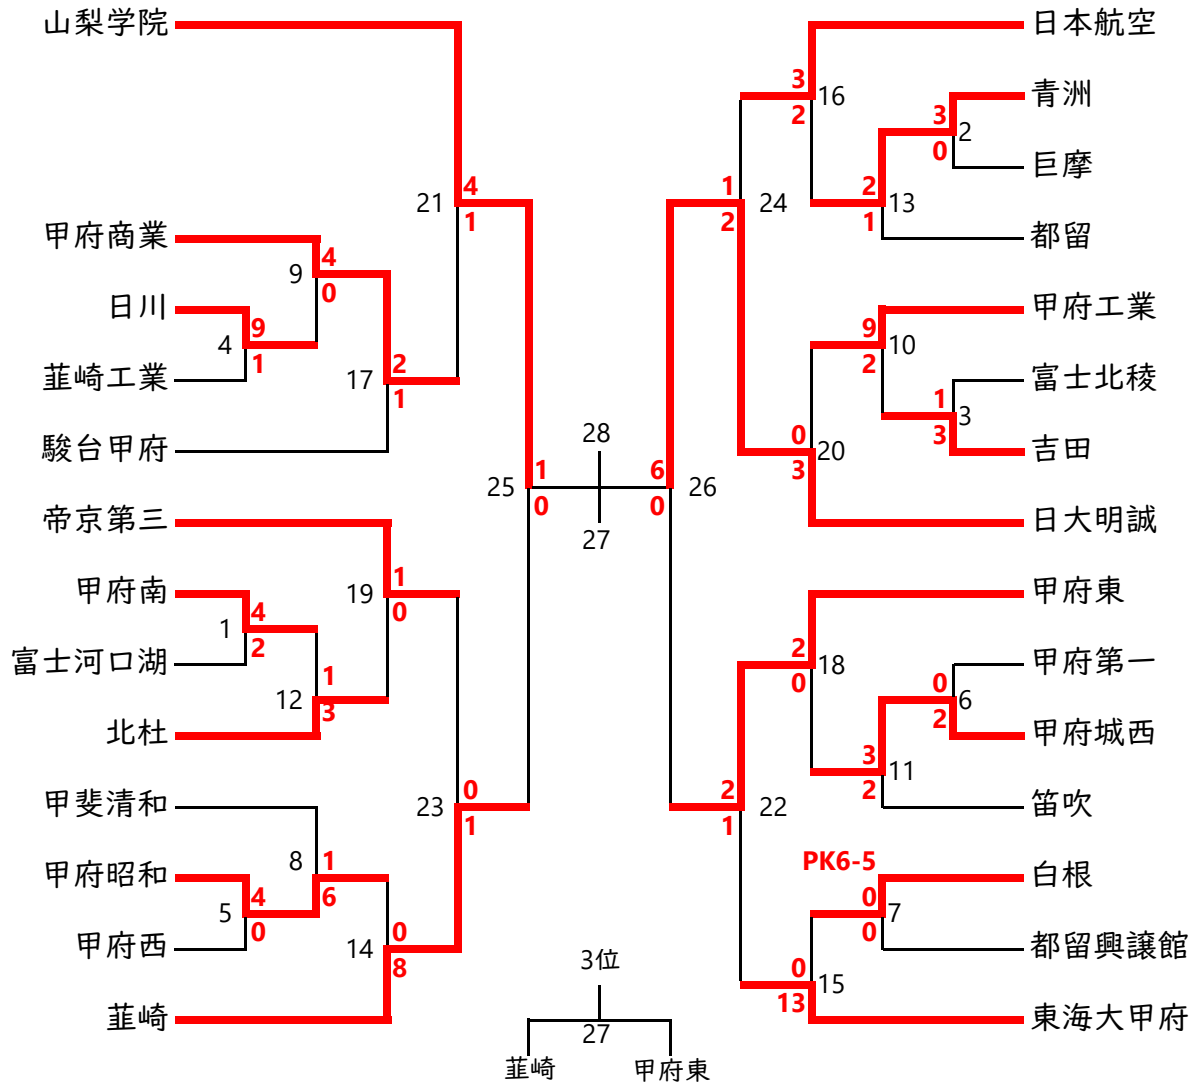 山梨学院
日本航空
3
16
2
青洲
3
2
0
巨摩
4
21
1
1
24
2
2
13
1
都留
甲府商業
4
9
0
日川
9
4
1
韮崎工業
2
17
1
駿台甲府
甲府工業
9
10
2
富士北稜
1
3
3
吉田
0
20
3
日大明誠
28
1
25
0
6
26
0
27
帝京第三
1
19
0
甲府南
4
1
2
富士河口湖
1
12
3
北杜
甲府東
2
18
0
甲府第一
0
6
2
甲府城西
3
11
2
笛吹
0
23
1
2
22
1
甲斐清和
8
1
6
甲府昭和
4
5
0
甲府西
0
14
8
韮崎
PK6-5
白根
0
7
0
都留興譲館
0
15
13
東海大甲府
3位
27
韮崎
甲府東